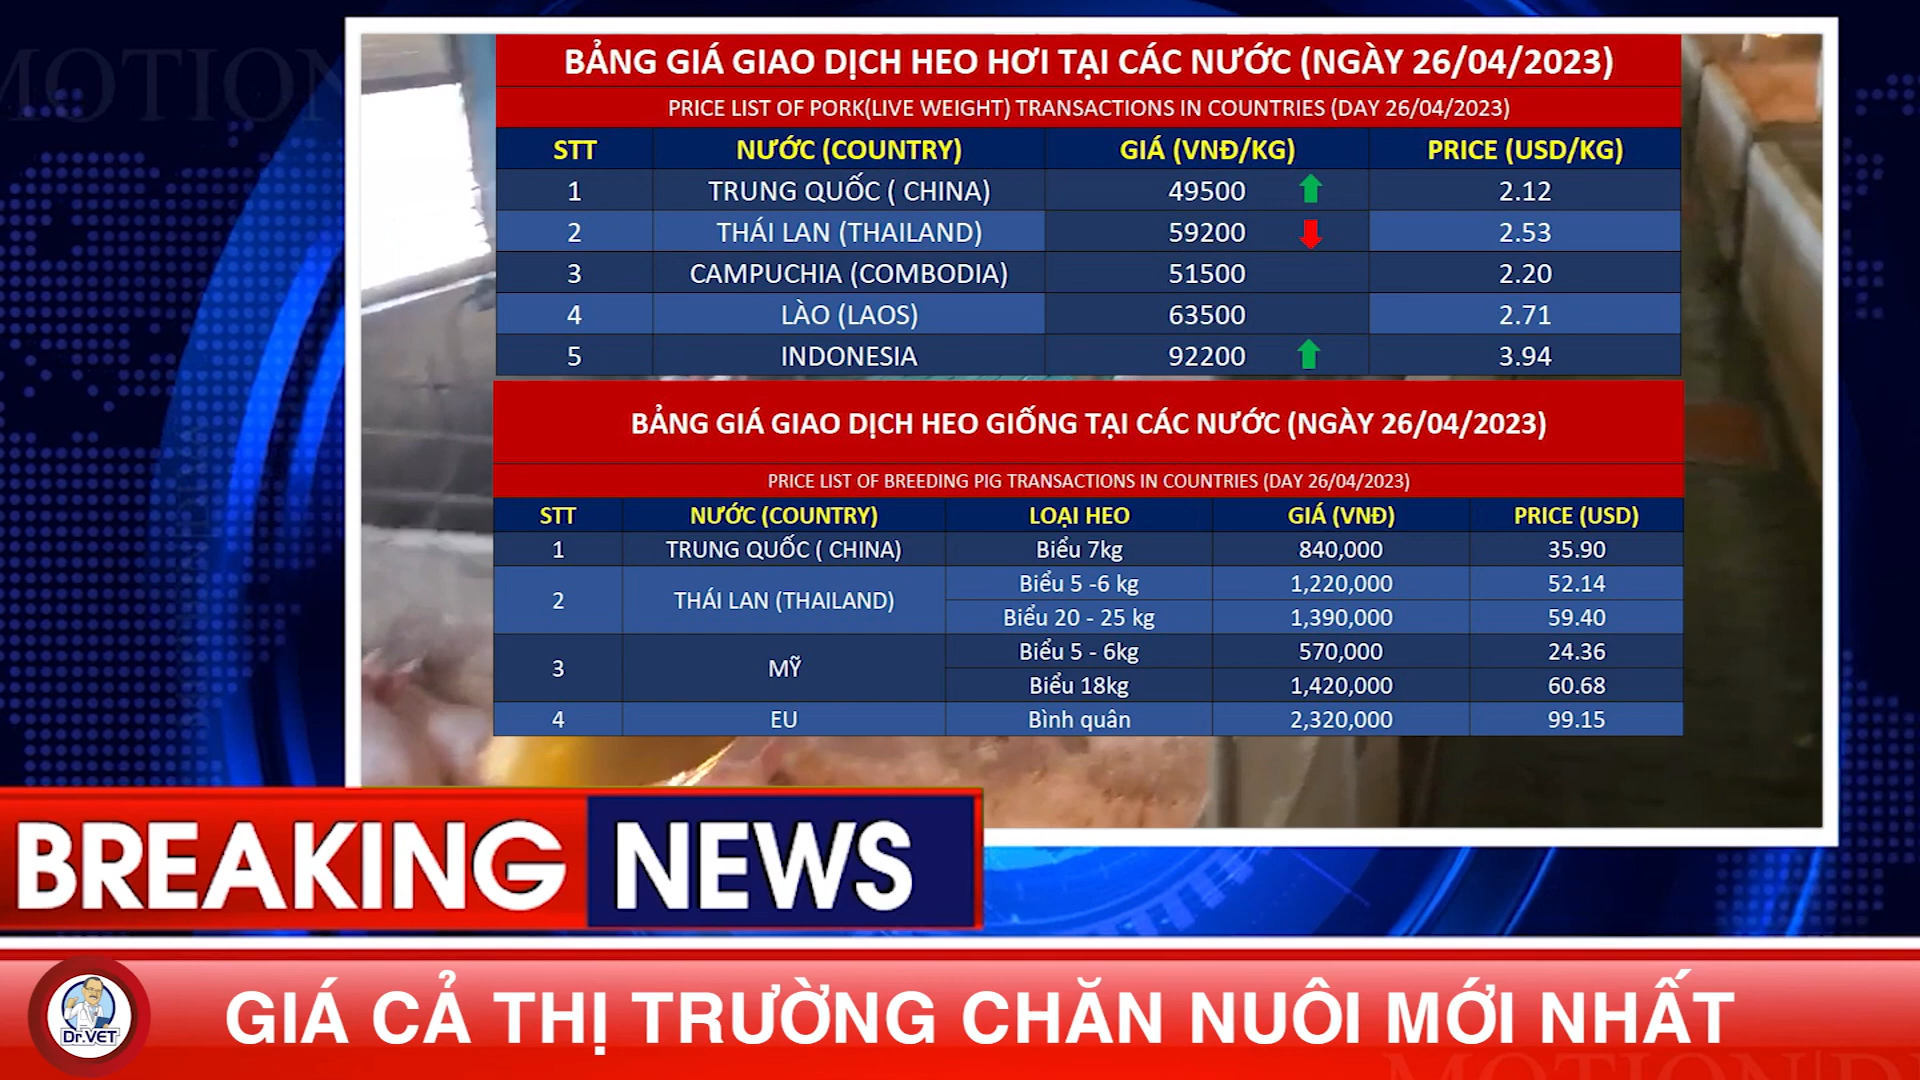 MOTION
BẢNG GIÁ GIAO DỊCH HEO HƠI TẠI CÁC NƯỚC (NGÀY 26/04/2023)
PRICE LIST OF PORK(LIVE WEIGHT) TRANSACTIONS IN COUNTRIES (DAY 26/04/2023)
STT NƯỚC (COUNTRY) GIÁ (VNĐ/KG) PRICE (USD/KG)
1 TRUNG QUỐC ( CHINA) 49500 2.12
2 THÁI LAN (THAILAND) 59200 2.53
3 CAMPUCHIA (COMBODIA) 51500 2.20
4 LÀO (LAOS) 63500 2.71
5 INDONESIA 92200 3.94
BẢNG GIÁ GIAO DỊCH HEO GIỐNG TẠI CÁC NƯỚC (NGÀY 26/04/2023)
PRICE LIST OF BREEDING PIG TRANSACTIONS IN COUNTRIES (DAY 26/04/2023)
STT NƯỚC (COUNTRY) LOẠI HEO GIÁ (VNĐ) PRICE (USD)
1 TRUNG QUỐC ( CHINA) Biểu 7kg 840,000 35.90
2 THÁI LAN (THAILAND) Biểu 5 -6 kg 1,220,000 52.14
Biểu 20 - 25 kg 1,390,000 59.40
3 MỸ Biểu 5 - 6kg 570,000 24.36
Biểu 18kg 1,420,000 60.68
4 EU Bình quân 2,320,000 99.15
BREAKING NEWS
Dr.VET
GIÁ CẢ THỊ TRƯỜNG CHĂN NUÔI MỚI NHẤT